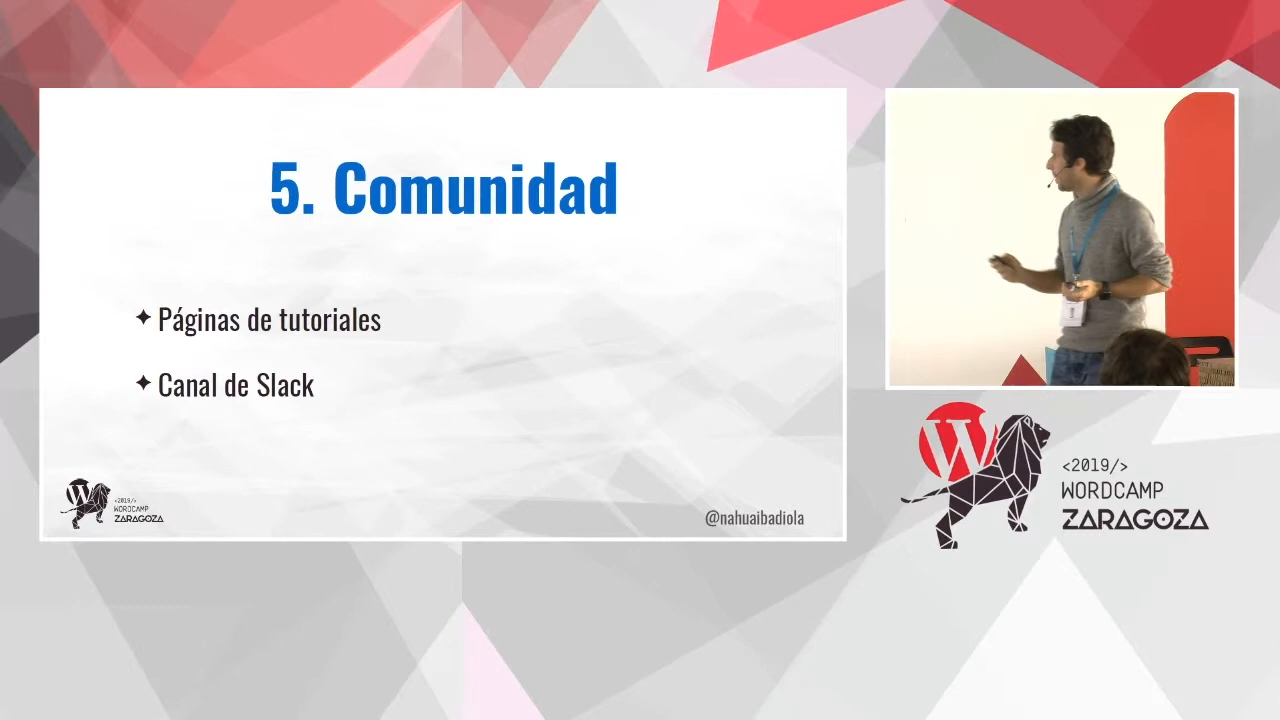 5. Comunidad
✦ Páginas de tutoriales
✦ Canal de Slack
<2019/>
WORDCAMP
ZARAGOZA
@nahuaibadiola
<2019/>
WORDCAMP
ZARAGOZA